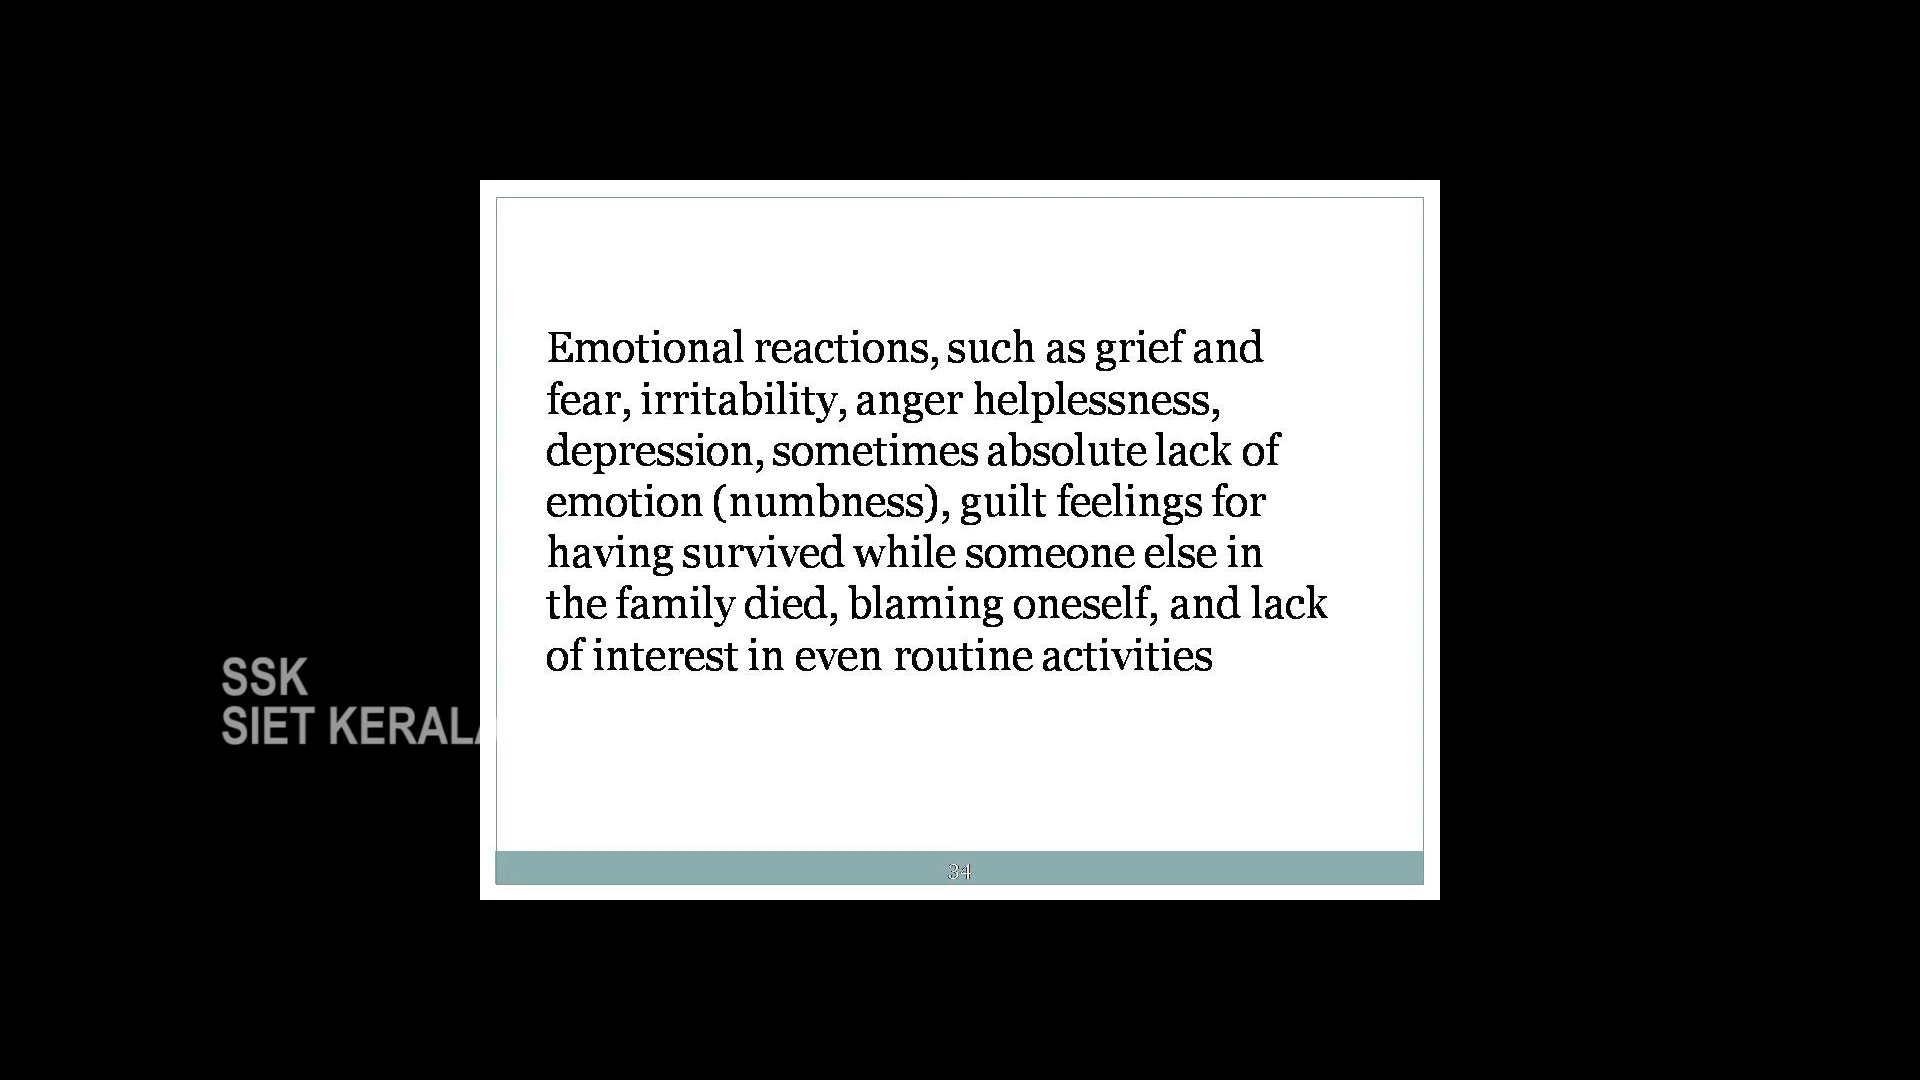 Emotional reactions, such as grief and
fear, irritability, anger helplessness,
depression, sometimes absolute lack of
emotion (numbness), guilt feelings for
having survived while someone else in
the family died, blaming oneself, and lack
of interest in even routine activities
SSK
SIET KERALA
34